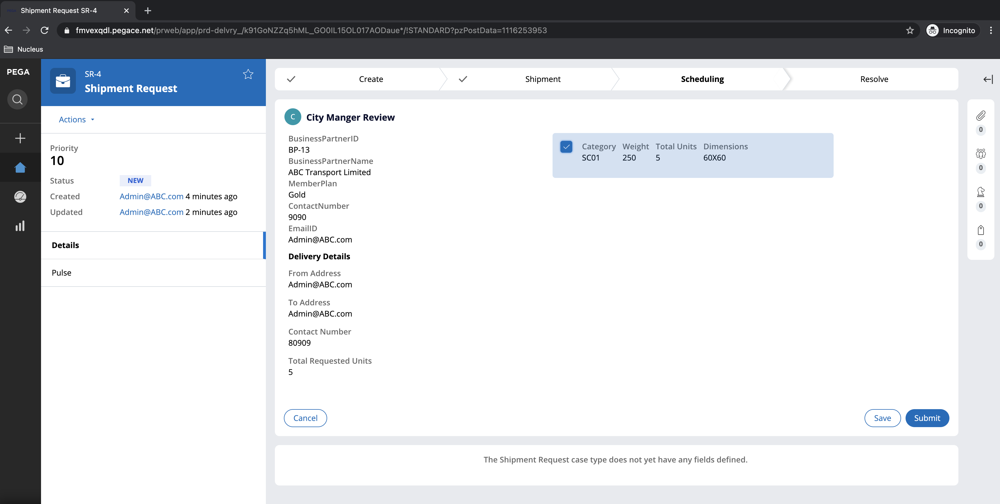 PEGA Shipment Request SR-4
fmvexqdl.pegace.net/prweb/app/prd-delvry_/k91GoNZZq5hML_GO0IL15OL017AODaue*/!STANDARD?pzPostData=1116253953
Incognito
Nucleus
PEGA
SR-4
Shipment Request
Actions
Priority
10
Status NEW
Created Admin@ABC.com 4 minutes ago
Updated Admin@ABC.com 2 minutes ago
Details
Pulse
Create Shipment Scheduling Resolve
C City Manger Review
BusinessPartnerID
BP-13
BusinessPartnerName
ABC Transport Limited
MemberPlan
Gold
ContactNumber
9090
EmailID
Admin@ABC.com
Delivery Details
From Address
Admin@ABC.com
To Address
Admin@ABC.com
Contact Number
80909
Total Requested Units
5
Category Weight Total Units Dimensions
SC01 250 5 60X60
Cancel Save Submit
The Shipment Request case type does not yet have any fields defined.
0
0
0
0